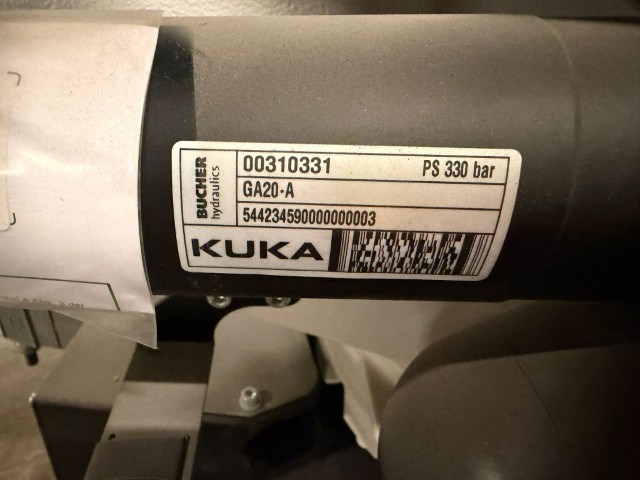 BUCHER
hydraulics
00310331 PS 330 bar
GA20-A
544234590000000003
KUKA